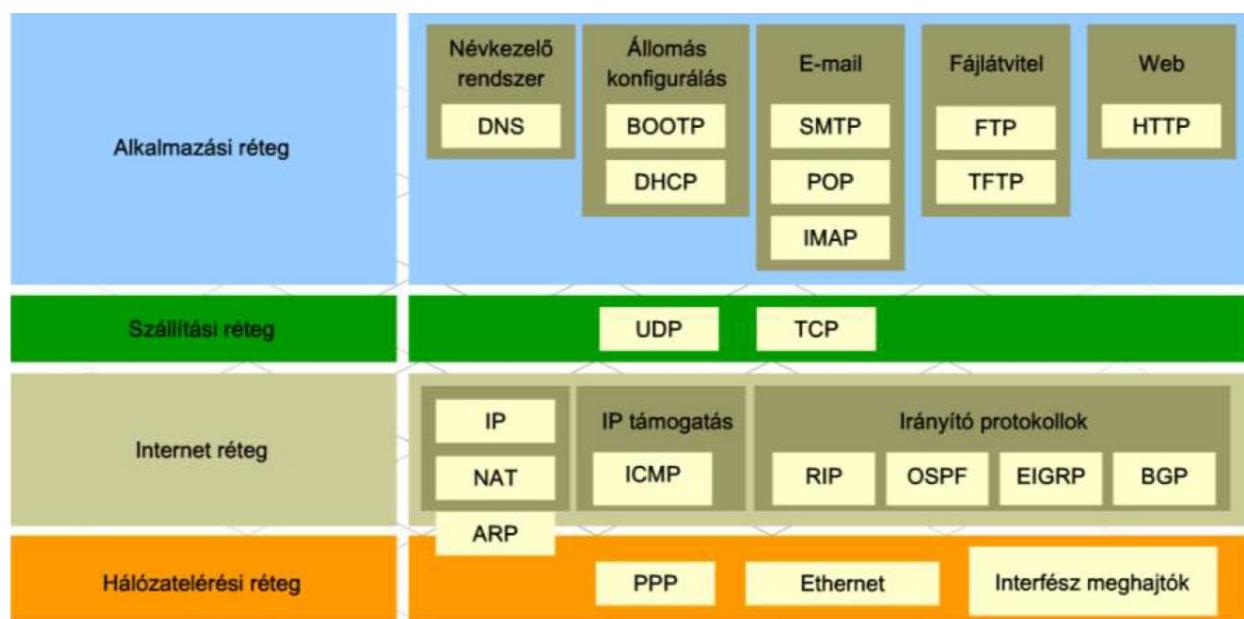 Alkalmazási réteg
Névkezelő
rendszer
DNS
Állomás
konfigurálás
BOOTP
DHCP
E-mail
SMTP
POP
IMAP
Fájlátvitel
FTP
TFTP
Web
HTTP
Szállítási réteg
UDP
TCP
Internet réteg
IP
NAT
ARP
IP támogatás
ICMP
Irányító protokollok
RIP
OSPF
EIGRP
BGP
Hálózatelérési réteg
PPP
Ethernet
Interfész meghajtók